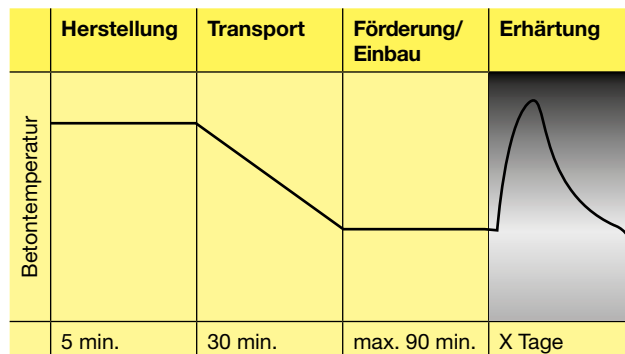 Herstellung
Transport
Förderung/
Einbau
Erhärtung
Betontemperatur
5 min.
30 min.
max. 90 min.
X Tage